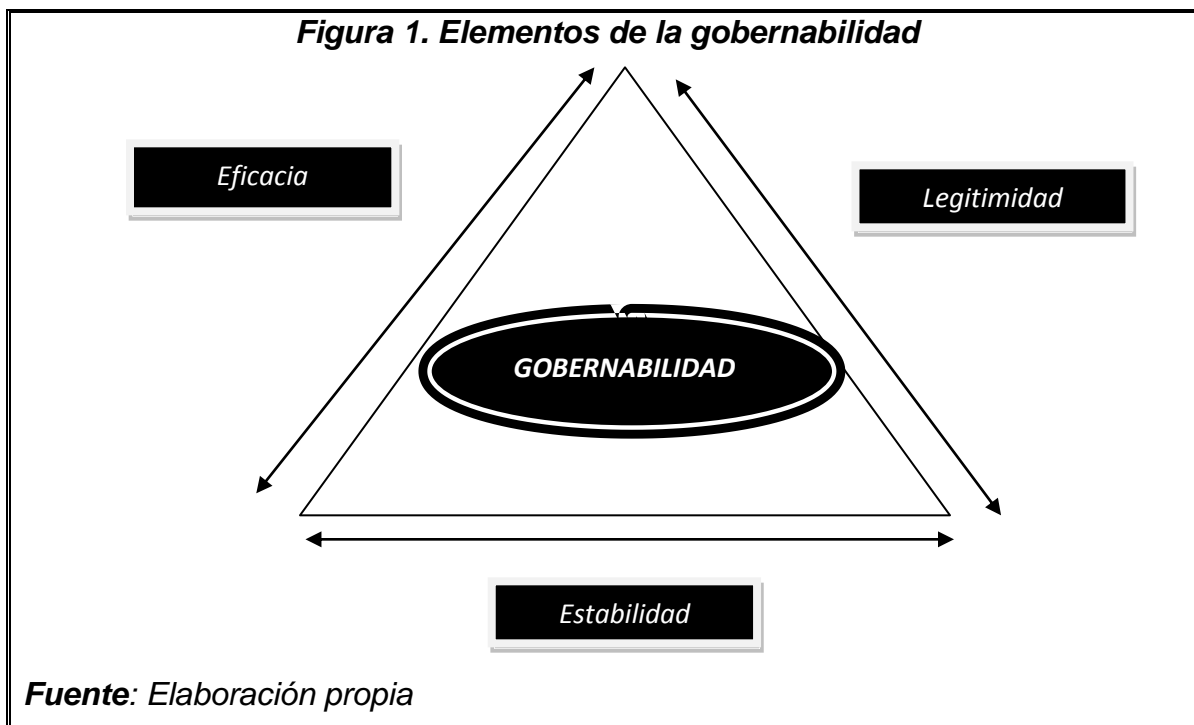 Figura 1. Elementos de la gobernabilidad
Eficacia
Legitimidad
GOBERNABILIDAD
Estabilidad
Fuente: Elaboración propia